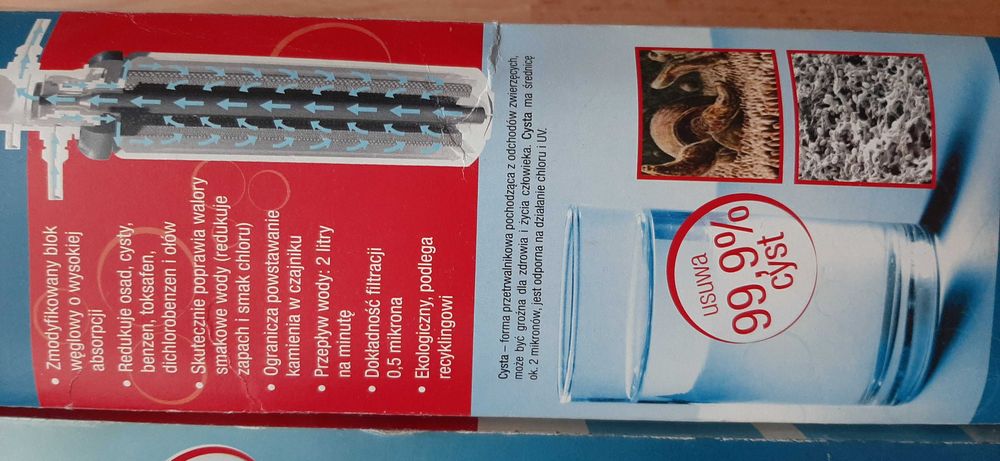 • Zmodyfikowany blok
węglowy o wysokiej
absorpcji
• Redukuje osad, cysty,
benzen, toksafen,
dichlorobenzen i ołów
• Skutecznie poprawia walory
smakowe wody (redukuje
zapach i smak chloru)
• Ogranicza powstawanie
kamienia w czajniku
• Przepływ wody: 2 litry
na minutę
• Dokładność filtracji
0,5 mikrona
• Ekologiczny, podlega
recyklingowi
Cysta – forma przetrwalnikowa pochodząca z odchodów zwierzęcych,
może być groźna dla zdrowia i życia człowieka. Cysta ma średnicę
ok. 2 mikronów, jest odporna na działanie chloru i UV.
usuwa
99,9%
cyst